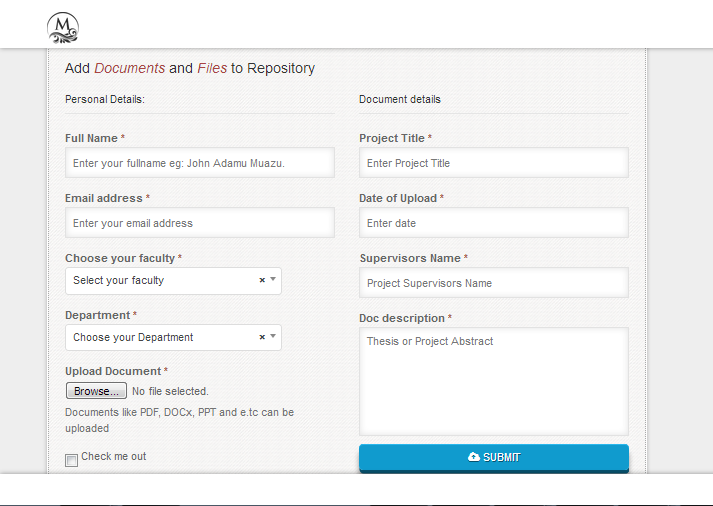 M
Add Documents and Files to Repository
Personal Details:
Full Name *
Enter your fullname eg: John Adamu Muazu.
Email address *
Enter your email address
Choose your faculty *
Select your faculty
Department *
Choose your Department
Upload Document *
Browse... No file selected.
Documents like PDF, DOCx, PPT and e.tc can be
uploaded
Check me out
Document details
Project Title *
Enter Project Title
Date of Upload *
Enter date
Supervisors Name *
Project Supervisors Name
Doc description *
Thesis or Project Abstract
SUBMIT